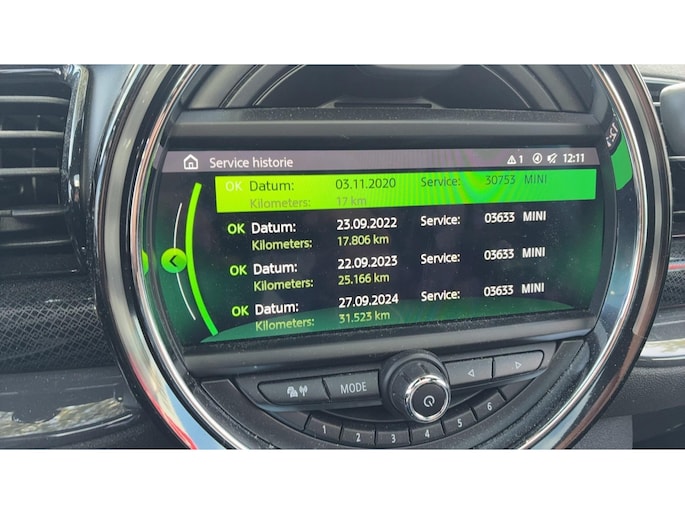 Service historie 1 12:11
OK Datum: 03.11.2020 Service: 30753 MINI
Kilometers: 17 km
OK Datum: 23.09.2022 Service: 03633 MINI
Kilometers: 17.806 km
OK Datum: 22.09.2023 Service: 03633 MINI
Kilometers: 25.166 km
OK Datum: 27.09.2024 Service: 03633 MINI
Kilometers: 31.523 km
MODE
1 2 3 4 5 6